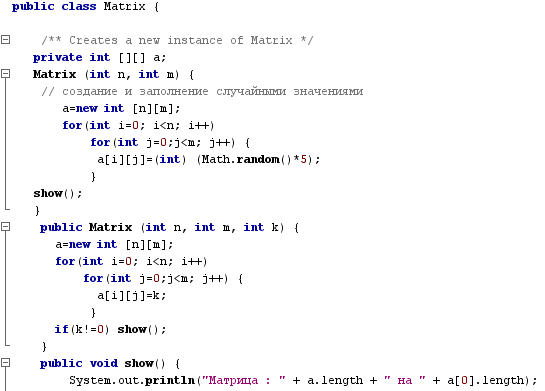 public class Matrix {
/** Creates a new instance of Matrix */
private int [][] a;
Matrix (int n, int m) {
// создание и заполнение случайными значениями
a=new int [n][m];
for(int i=0; i<n; i++)
for(int j=0;j<m; j++) {
a[i][j]=(int) (Math.random()*5);
}
show();
}
public Matrix (int n, int m, int k) {
a=new int [n][m];
for(int i=0; i<n; i++)
for(int j=0;j<m; j++) {
a[i][j]=k;
}
if(k!=0) show();
}
public void show() {
System.out.println("Матрица : " + a.length + " на " + a[0].length);